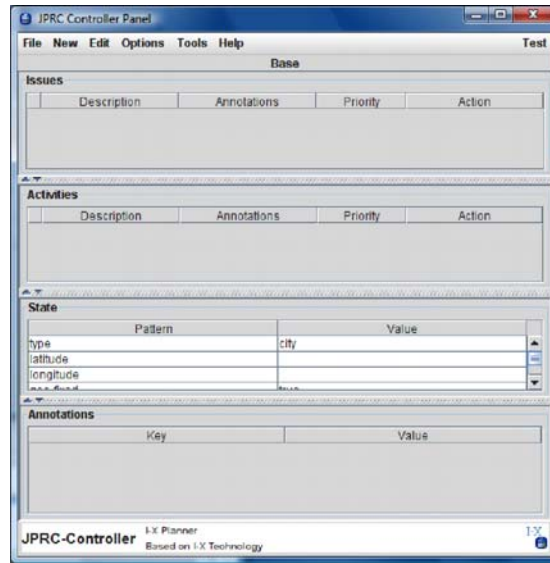 JPRC Controller Panel
File New Edit Options Tools Help Test
Base
Issues
Description Annotations Priority Action
Activities
Description Annotations Priority Action
State
Pattern Value
type city
latitude
longitude
Annotations
Key Value
JPRC-Controller
I-X Planner
Based on I-X Technology
I-X